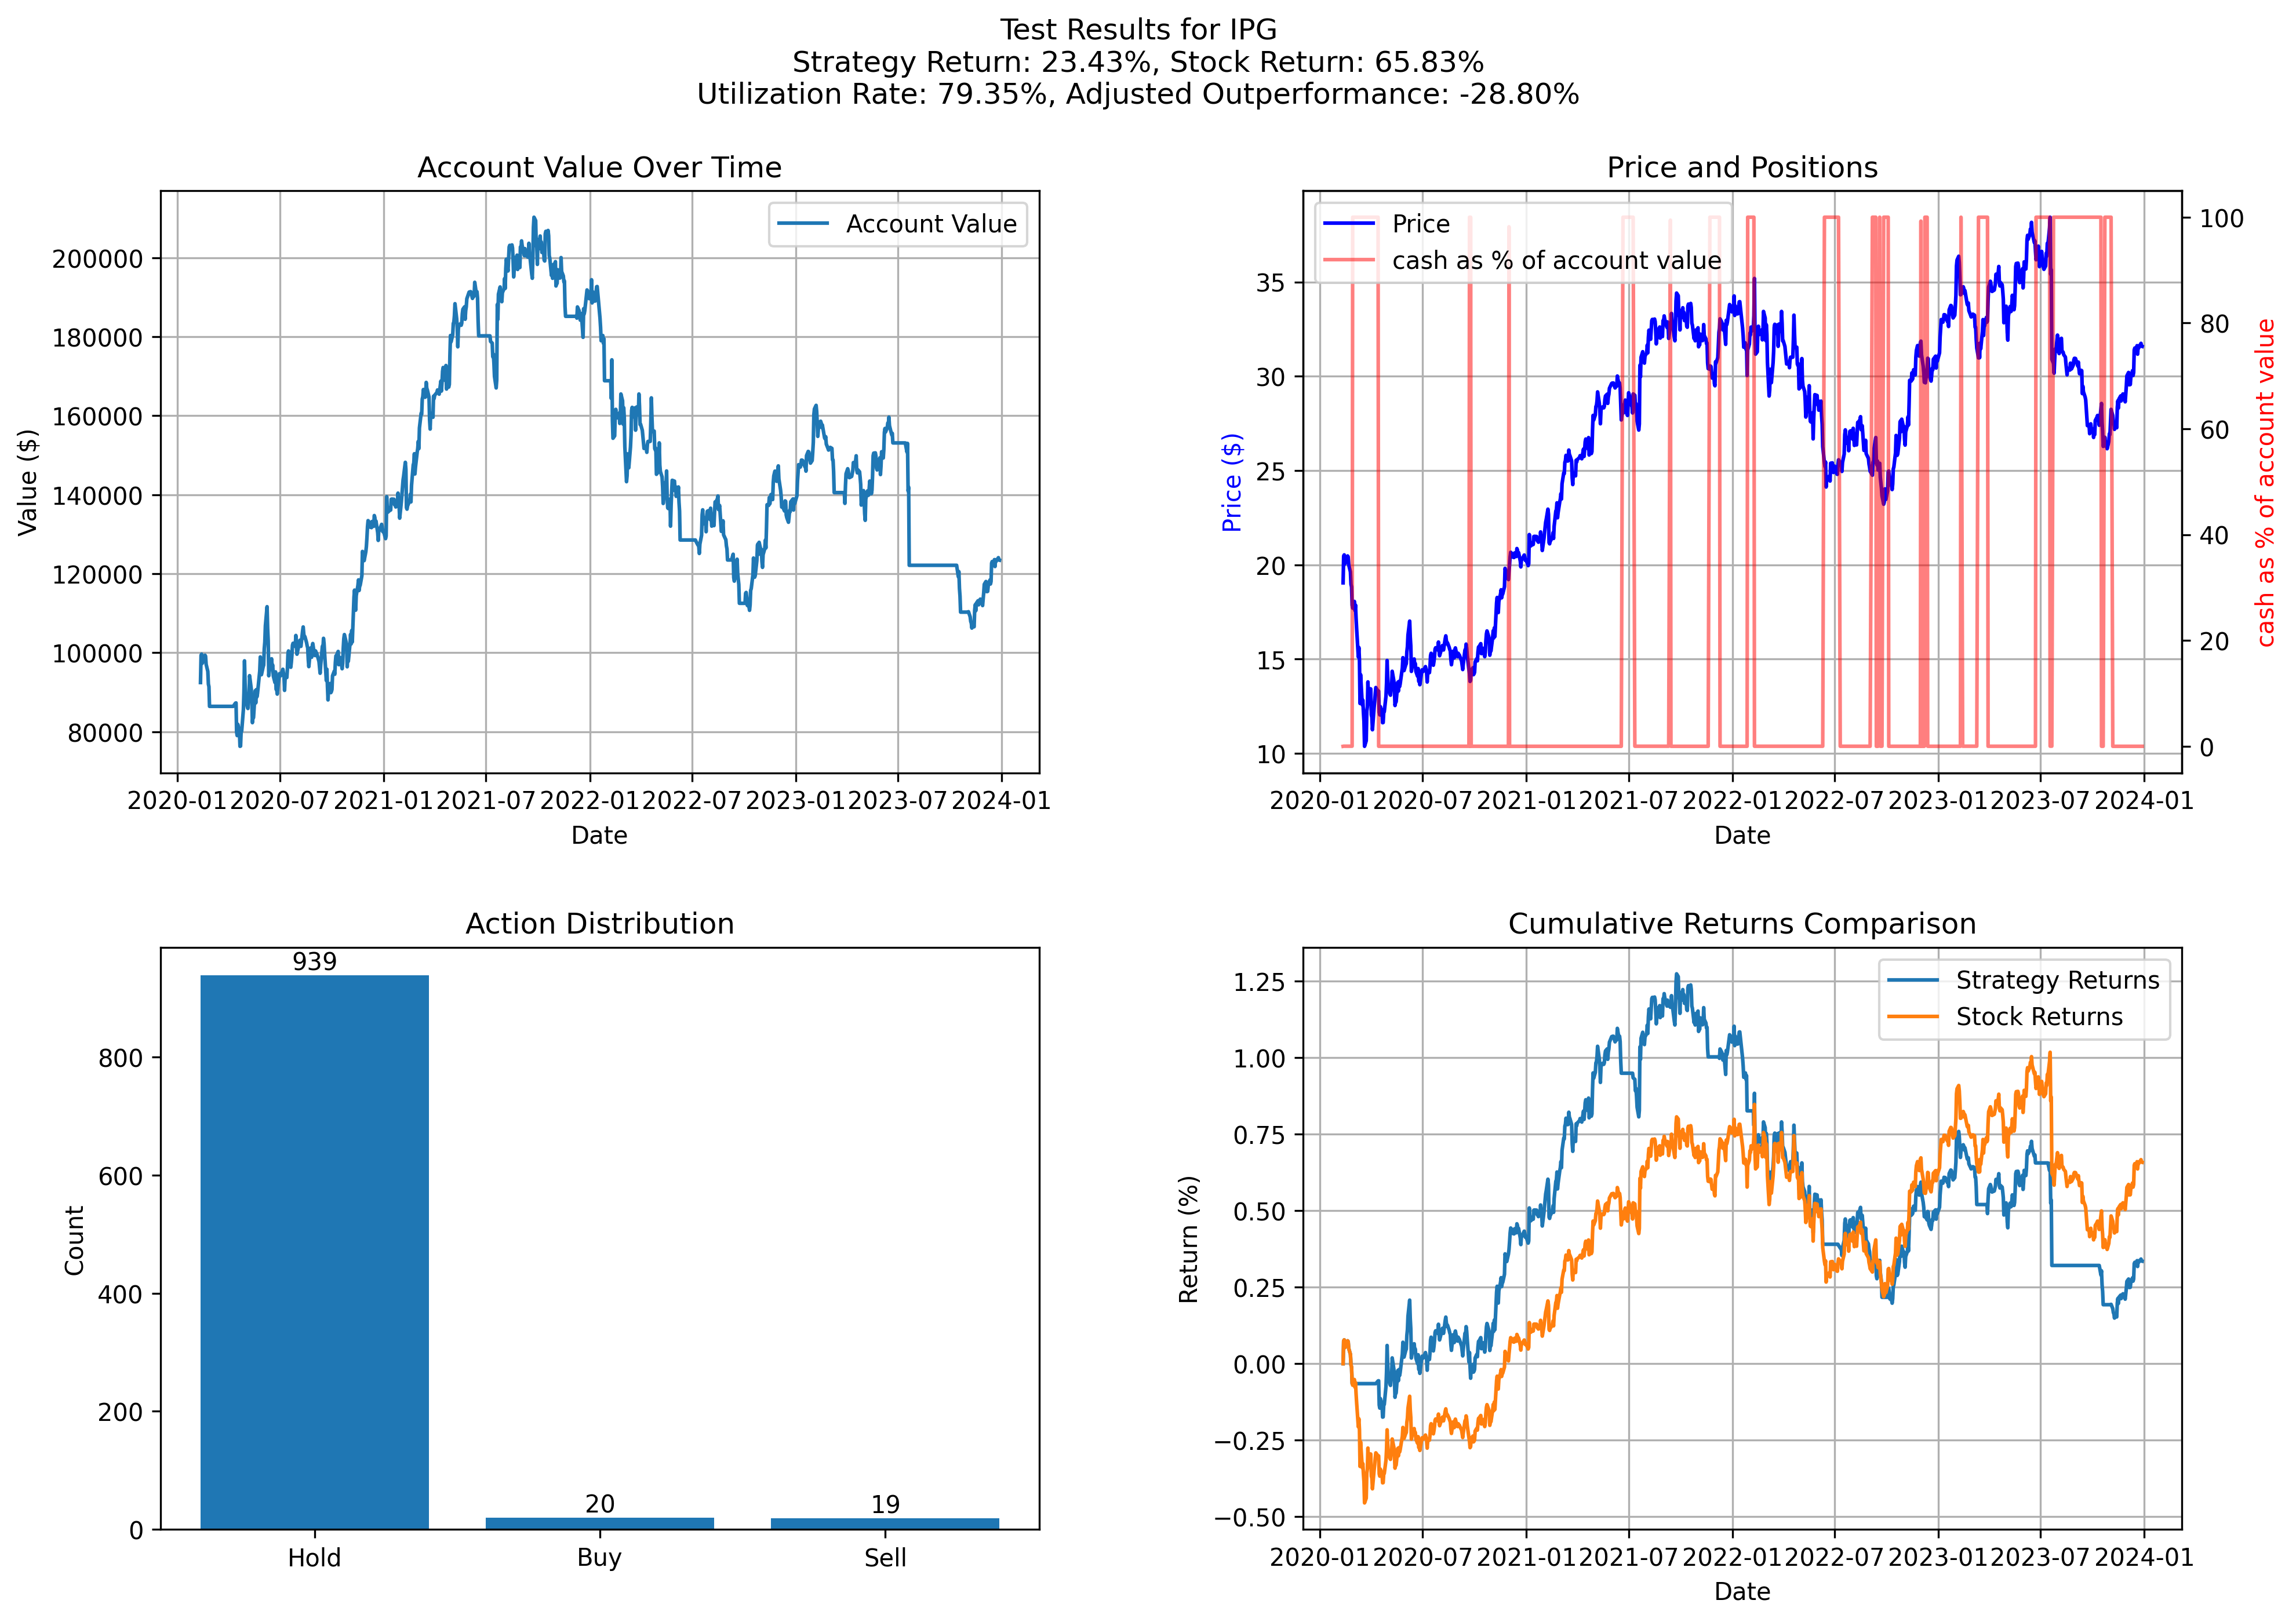 Test Results for IPG
Strategy Return: 23.43%, Stock Return: 65.83%
Utilization Rate: 79.35%, Adjusted Outperformance: -28.80%
Account Value Over Time
Account Value
Value ($)
200000
180000
160000
140000
120000
100000
80000
2020-01 2020-07 2021-01 2021-07 2022-01 2022-07 2023-01 2023-07 2024-01
Date
Price and Positions
Price
cash as % of account value
Price ($)
35
30
25
20
15
10
100
80
60
40
20
0
cash as % of account value
2020-01 2020-07 2021-01 2021-07 2022-01 2022-07 2023-01 2023-07 2024-01
Date
Action Distribution
Count
800
600
400
200
0
939
20
19
Hold Buy Sell
Cumulative Returns Comparison
Strategy Returns
Stock Returns
Return (%)
1.25
1.00
0.75
0.50
0.25
0.00
−0.25
−0.50
2020-01 2020-07 2021-01 2021-07 2022-01 2022-07 2023-01 2023-07 2024-01
Date